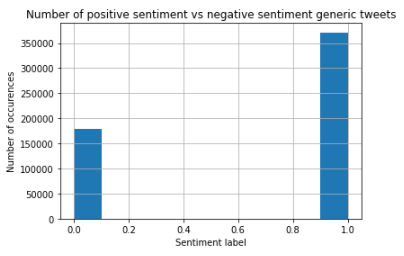 Number of positive sentiment vs negative sentiment generic tweets
350000
300000
250000
200000
150000
100000
50000
0
Number of occurences
0.0 0.2 0.4 0.6 0.8 1.0
Sentiment label